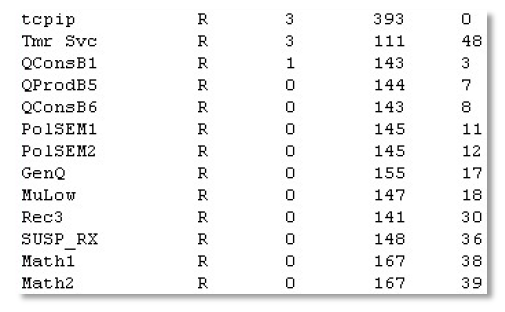 tcpip R 3 393 0
Tmr Svc R 3 111 48
QConsB1 R 1 143 3
QProdB5 R 0 144 7
QConsB6 R 0 143 8
PolSEM1 R 0 145 11
PolSEM2 R 0 145 12
GenQ R 0 155 17
MuLow R 0 147 18
Rec3 R 0 141 30
SUSP_RX R 0 148 36
Math1 R 0 167 38
Math2 R 0 167 39